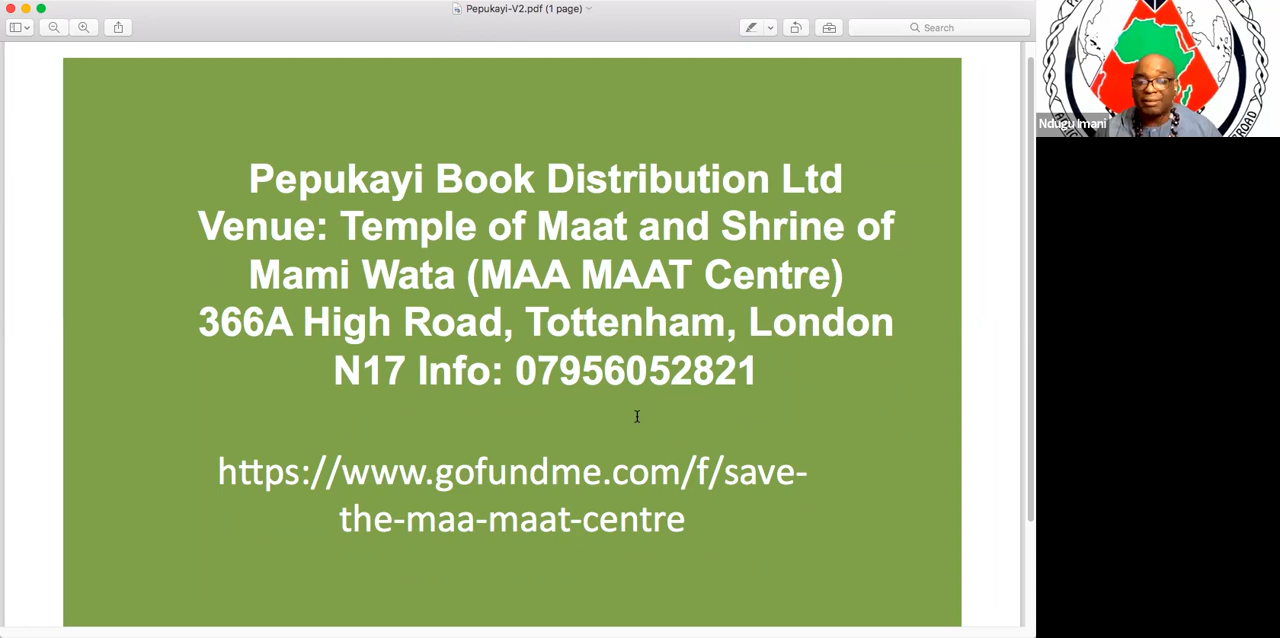 Pepukayi-V2.pdf (1 page)
Search
Pepukayi Book Distribution Ltd
Venue: Temple of Maat and Shrine of
Mami Wata (MAA MAAT Centre)
366A High Road, Tottenham, London
N17 Info: 07956052821
https://www.gofundme.com/f/save-
the-maa-maat-centre
Ndugu Imani